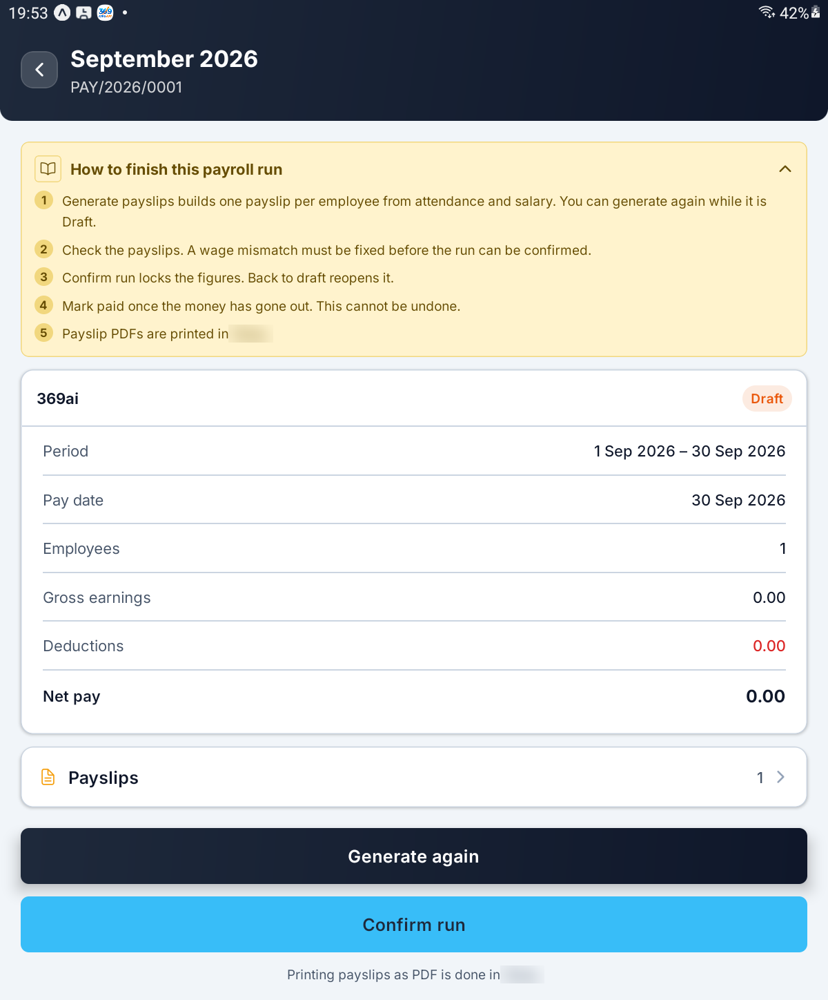 19:53
369
42%
September 2026
PAY/2026/0001
How to finish this payroll run
1 Generate payslips builds one payslip per employee from attendance and salary. You can generate again while it is
Draft.
2 Check the payslips. A wage mismatch must be fixed before the run can be confirmed.
3 Confirm run locks the figures. Back to draft reopens it.
4 Mark paid once the money has gone out. This cannot be undone.
5 Payslip PDFs are printed in
369ai Draft
Period 1 Sep 2026 – 30 Sep 2026
Pay date 30 Sep 2026
Employees 1
Gross earnings 0.00
Deductions 0.00
Net pay 0.00
Payslips 1
Generate again
Confirm run
Printing payslips as PDF is done in